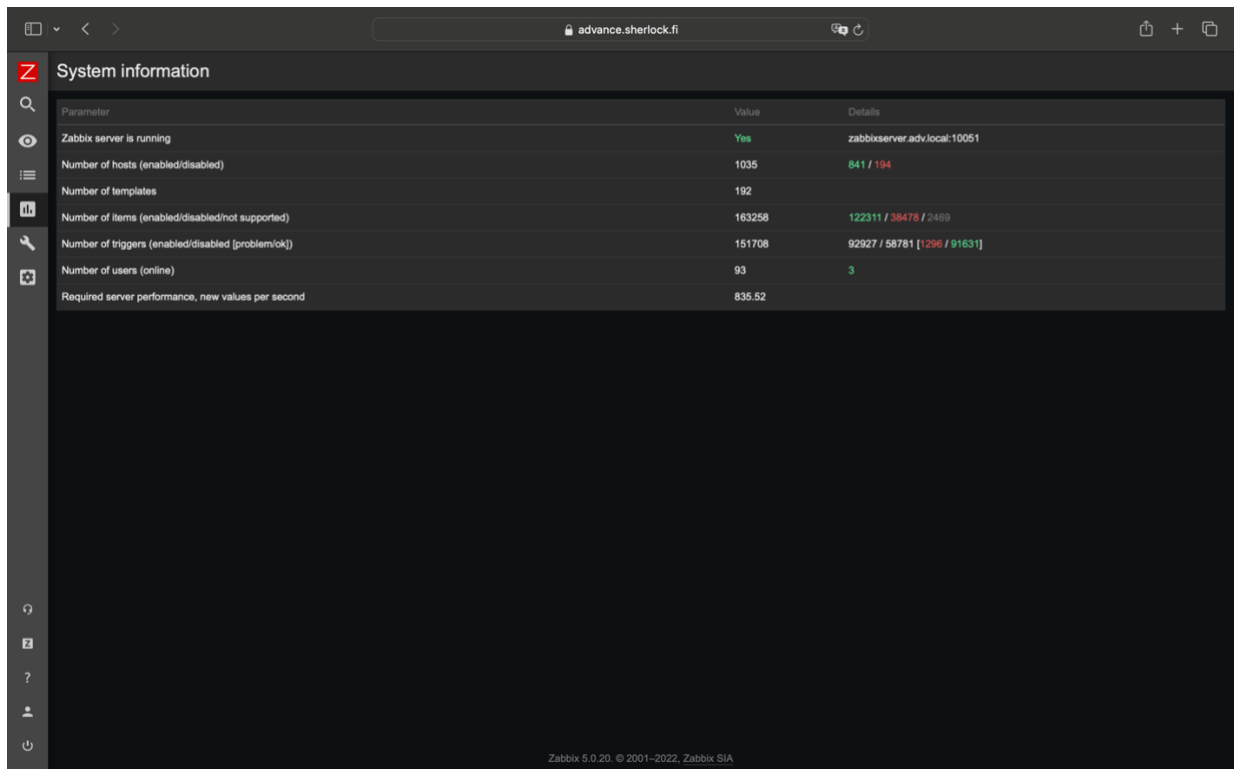 advance.sherlock.fi
Z
System information
Parameter Value Details
Zabbix server is running Yes zabbixserver.adv.local:10051
Number of hosts (enabled/disabled) 1035 841 / 194
Number of templates 192
Number of items (enabled/disabled/not supported) 163258 122311 / 38478 / 2469
Number of triggers (enabled/disabled [problem/ok]) 151708 92927 / 58781 [1296 / 91631]
Number of users (online) 93 3
Required server performance, new values per second 835.52
Z
?
Zabbix 5.0.20. © 2001–2022, Zabbix SIA